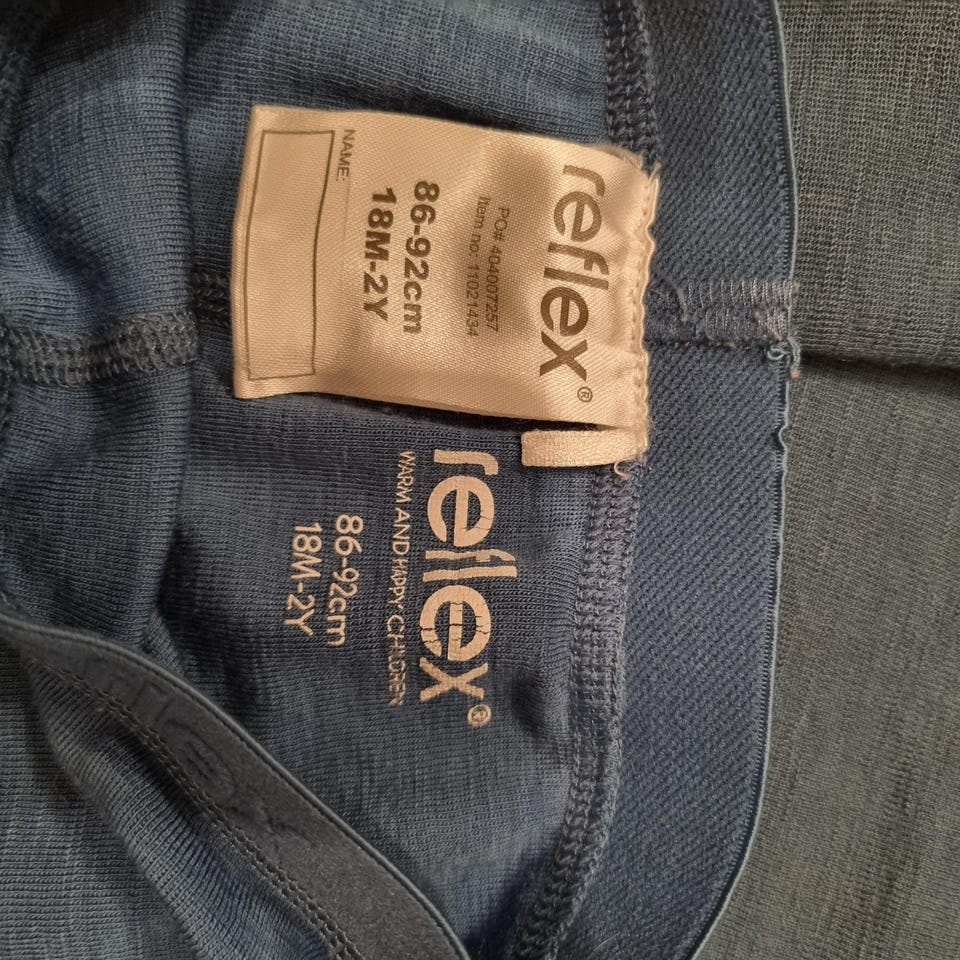 reflex®
PO# 404007257
Item no: 11021434
86-92cm
18M-2Y
NAME:
reflex®
WARM AND HAPPY CHILDREN
86-92cm
18M-2Y